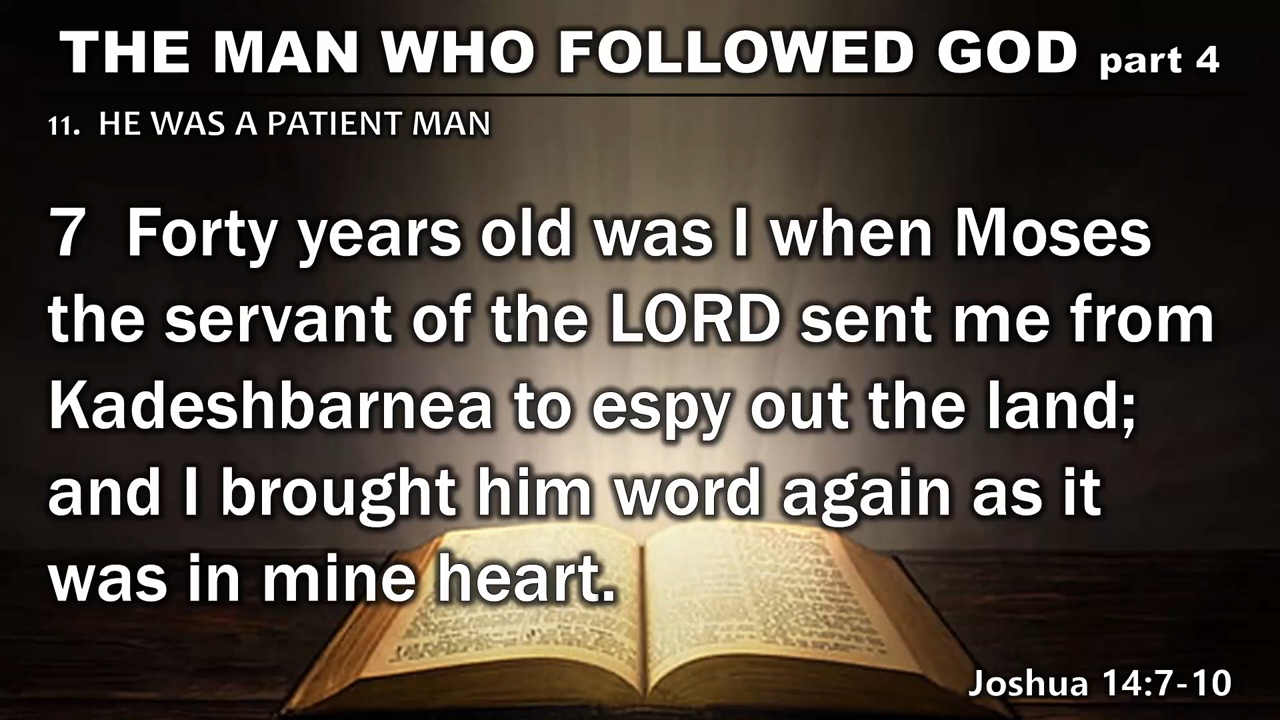 THE MAN WHO FOLLOWED GOD part 4
11. HE WAS A PATIENT MAN
7 Forty years old was I when Moses
the servant of the LORD sent me from
Kadeshbarnea to espy out the land;
and I brought him word again as it
was in mine heart.
Joshua 14:7-10